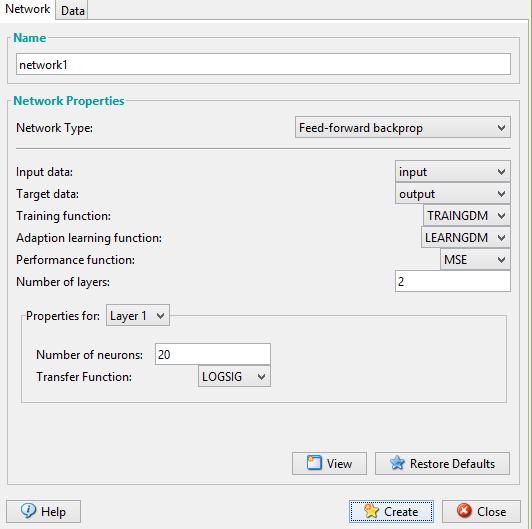 Network Data
Name
network1
Network Properties
Network Type: Feed-forward backprop
Input data: input
Target data: output
Training function: TRAINGDM
Adaption learning function: LEARNGDM
Performance function: MSE
Number of layers: 2
Properties for: Layer 1
Number of neurons: 20
Transfer Function: LOGSIG
View Restore Defaults
Help Create Close